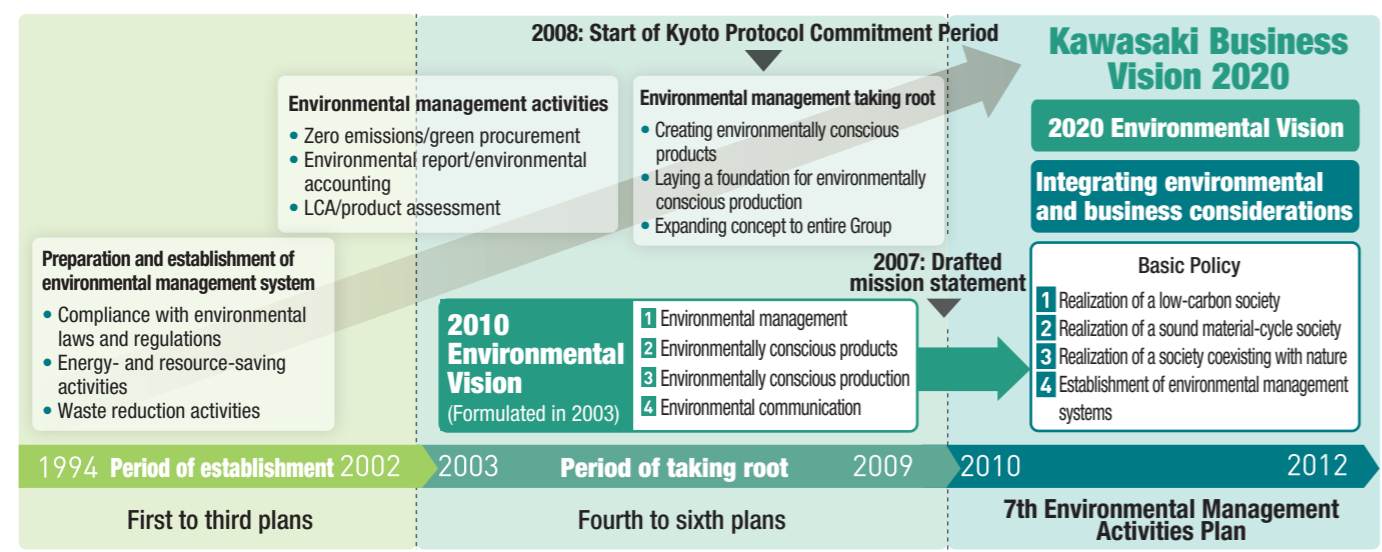 2008: Start of Kyoto Protocol Commitment Period
Kawasaki Business
Vision 2020
2020 Environmental Vision
Integrating environmental
and business considerations
Environmental management activities
• Zero emissions/green procurement
• Environmental report/environmental
accounting
• LCA/product assessment
Environmental management taking root
• Creating environmentally conscious
products
• Laying a foundation for environmentally
conscious production
• Expanding concept to entire Group
Preparation and establishment of
environmental management system
• Compliance with environmental
laws and regulations
• Energy- and resource-saving
activities
• Waste reduction activities
2007: Drafted
mission statement
2010
Environmental
Vision
(Formulated in 2003)
1 Environmental management
2 Environmentally conscious products
3 Environmentally conscious production
4 Environmental communication
Basic Policy
1 Realization of a low-carbon society
2 Realization of a sound material-cycle society
3 Realization of a society coexisting with nature
4 Establishment of environmental management
systems
1994 Period of establishment 2002
2003 Period of taking root 2009
2010 2012
First to third plans
Fourth to sixth plans
7th Environmental Management
Activities Plan